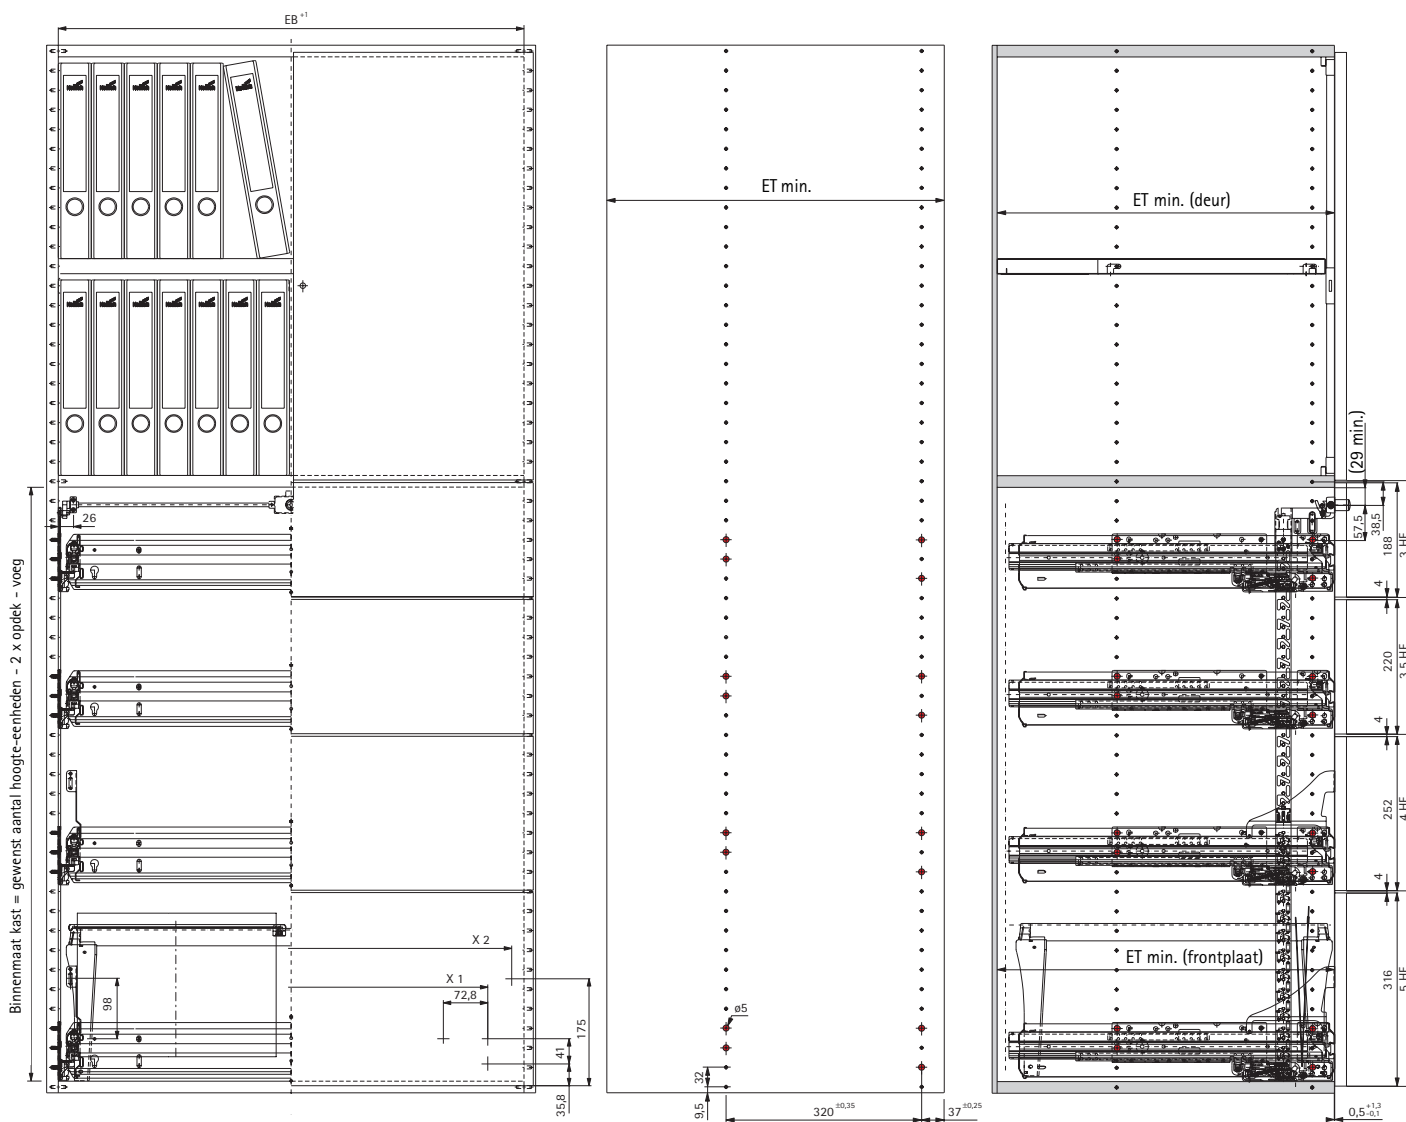 EB +1
26
98
X 2
X 1
72,8
175
41
35,8
Binnenmaat kast = gewenst aantal hoogte-eenheden - 2 x opdek - voeg
ET min.
ø5
32
9,5
320 ±0,35
37 ±0,25
ET min. (deur)
(29 min.)
57,5
38,5
188
3 HE
4
220
3,5 HE
4
252
4 HE
4
ET min. (frontplaat)
316
5 HE
0,5 +1,3 -0,1